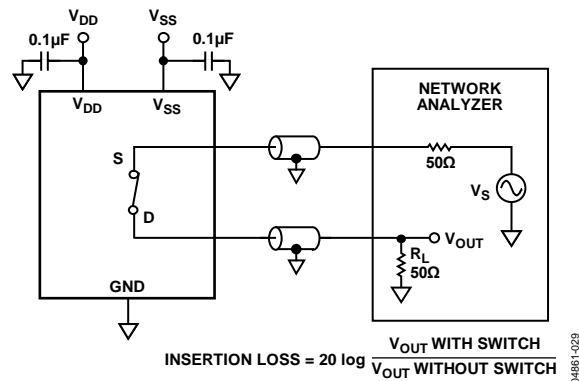 VDD VSS
0.1µF 0.1µF
VDD VSS
NETWORK
ANALYZER
S
50Ω
VS
D
VOUT
RL
50Ω
GND
INSERTION LOSS = 20 log VOUT WITH SWITCH
VOUT WITHOUT SWITCH
04861-029